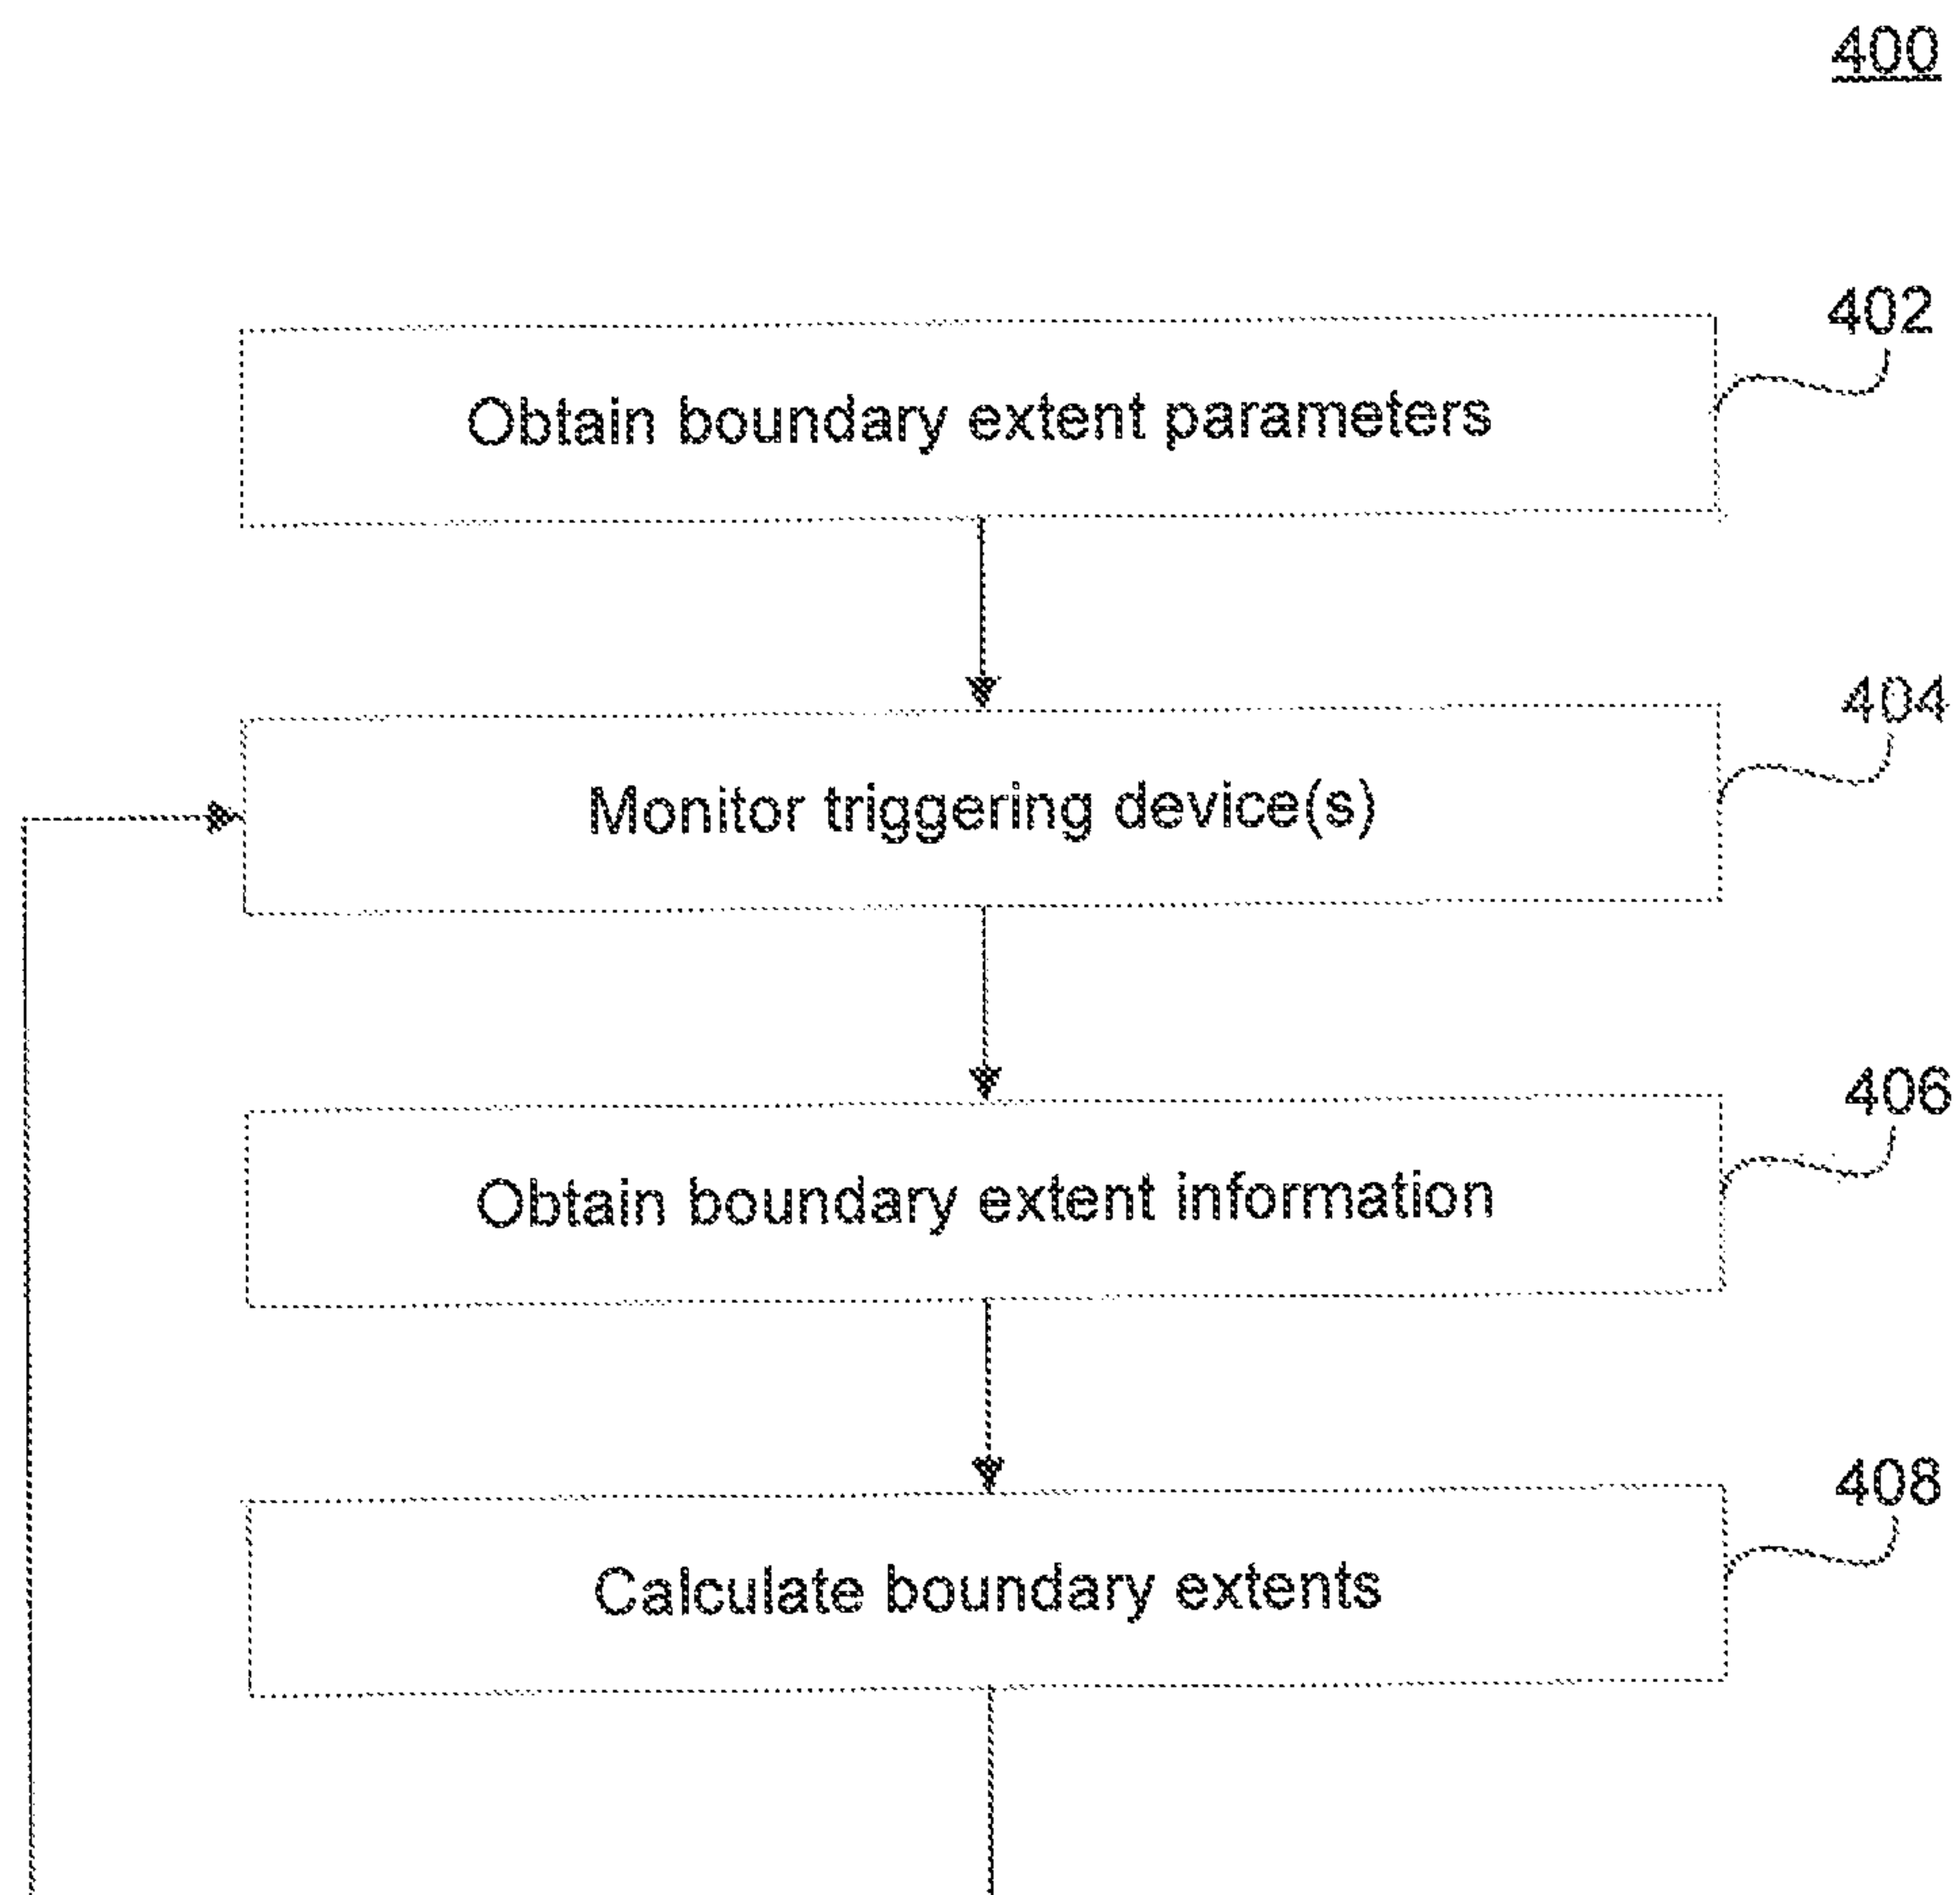 400
402
Obtain boundary extent parameters
404
Monitor triggering device(s)
406
Obtain boundary extent information
408
Calculate boundary extents